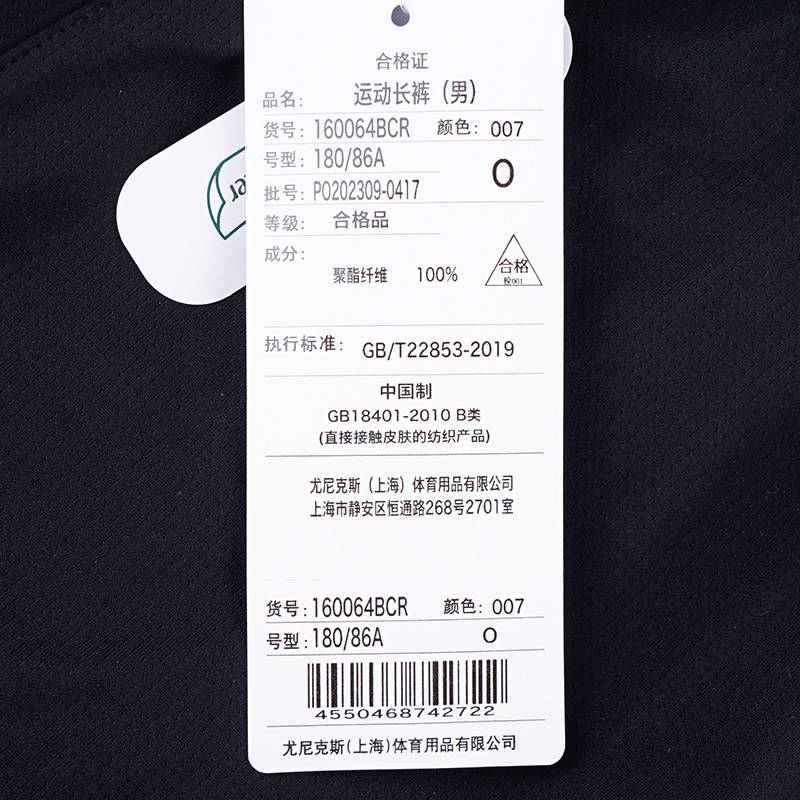 合格证
品名: 运动长裤（男）
货号: 160064BCR 颜色: 007
号型: 180/86A O
批号: PO202309-0417
等级: 合格品
成分:
聚酯纤维 100%
合格
检001
执行标准: GB/T22853-2019
中国制
GB18401-2010 B类
(直接接触皮肤的纺织产品)
尤尼克斯（上海）体育用品有限公司
上海市静安区恒通路268号2701室
货号: 160064BCR 颜色: 007
号型: 180/86A O
4550468742722
尤尼克斯(上海)体育用品有限公司